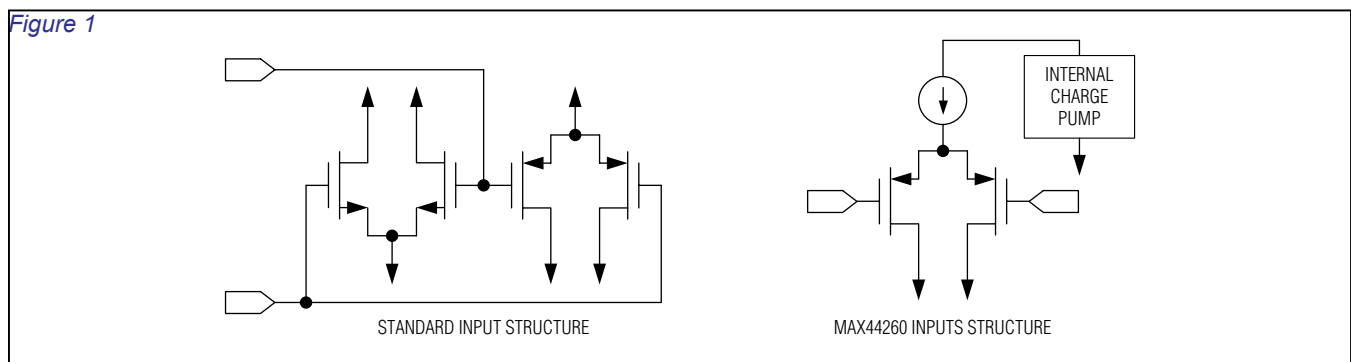 Figure 1
INTERNAL
CHARGE
PUMP
STANDARD INPUT STRUCTURE
MAX44260 INPUTS STRUCTURE